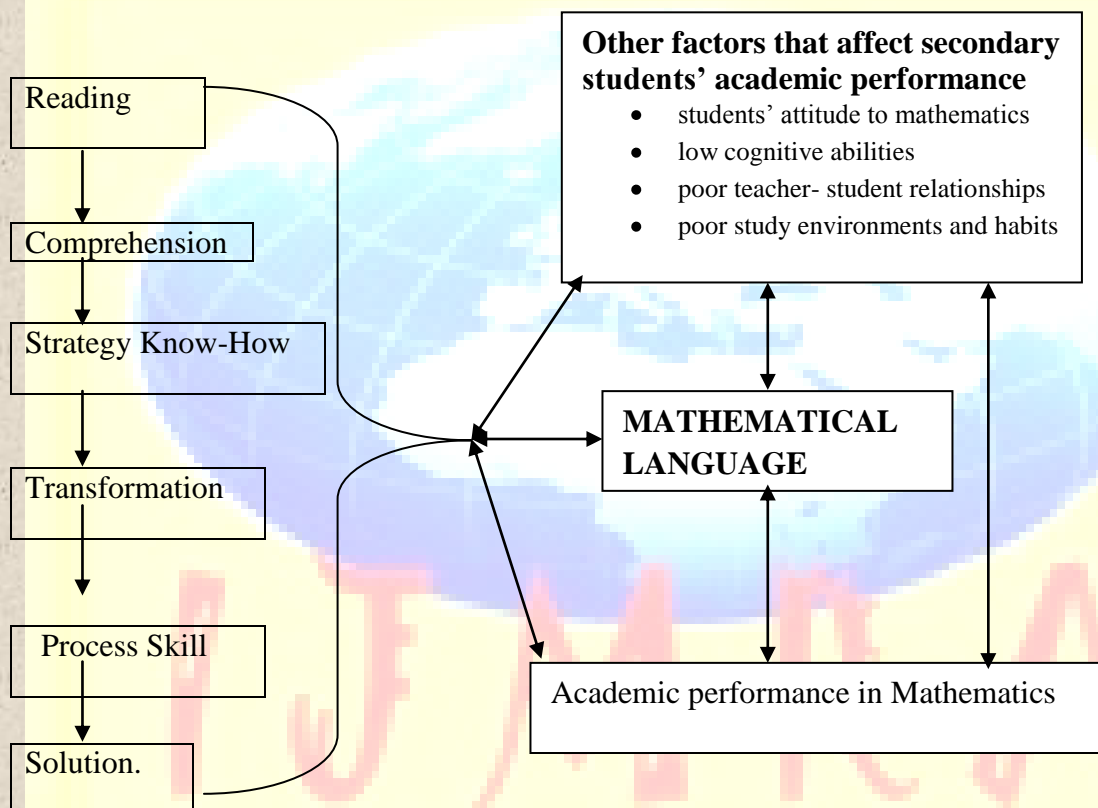 Reading
Comprehension
Strategy Know-How
Transformation
Process Skill
Solution.
Other factors that affect secondary
students’ academic performance
• students’ attitude to mathematics
• low cognitive abilities
• poor teacher- student relationships
• poor study environments and habits
MATHEMATICAL
LANGUAGE
Academic performance in Mathematics
IJMR